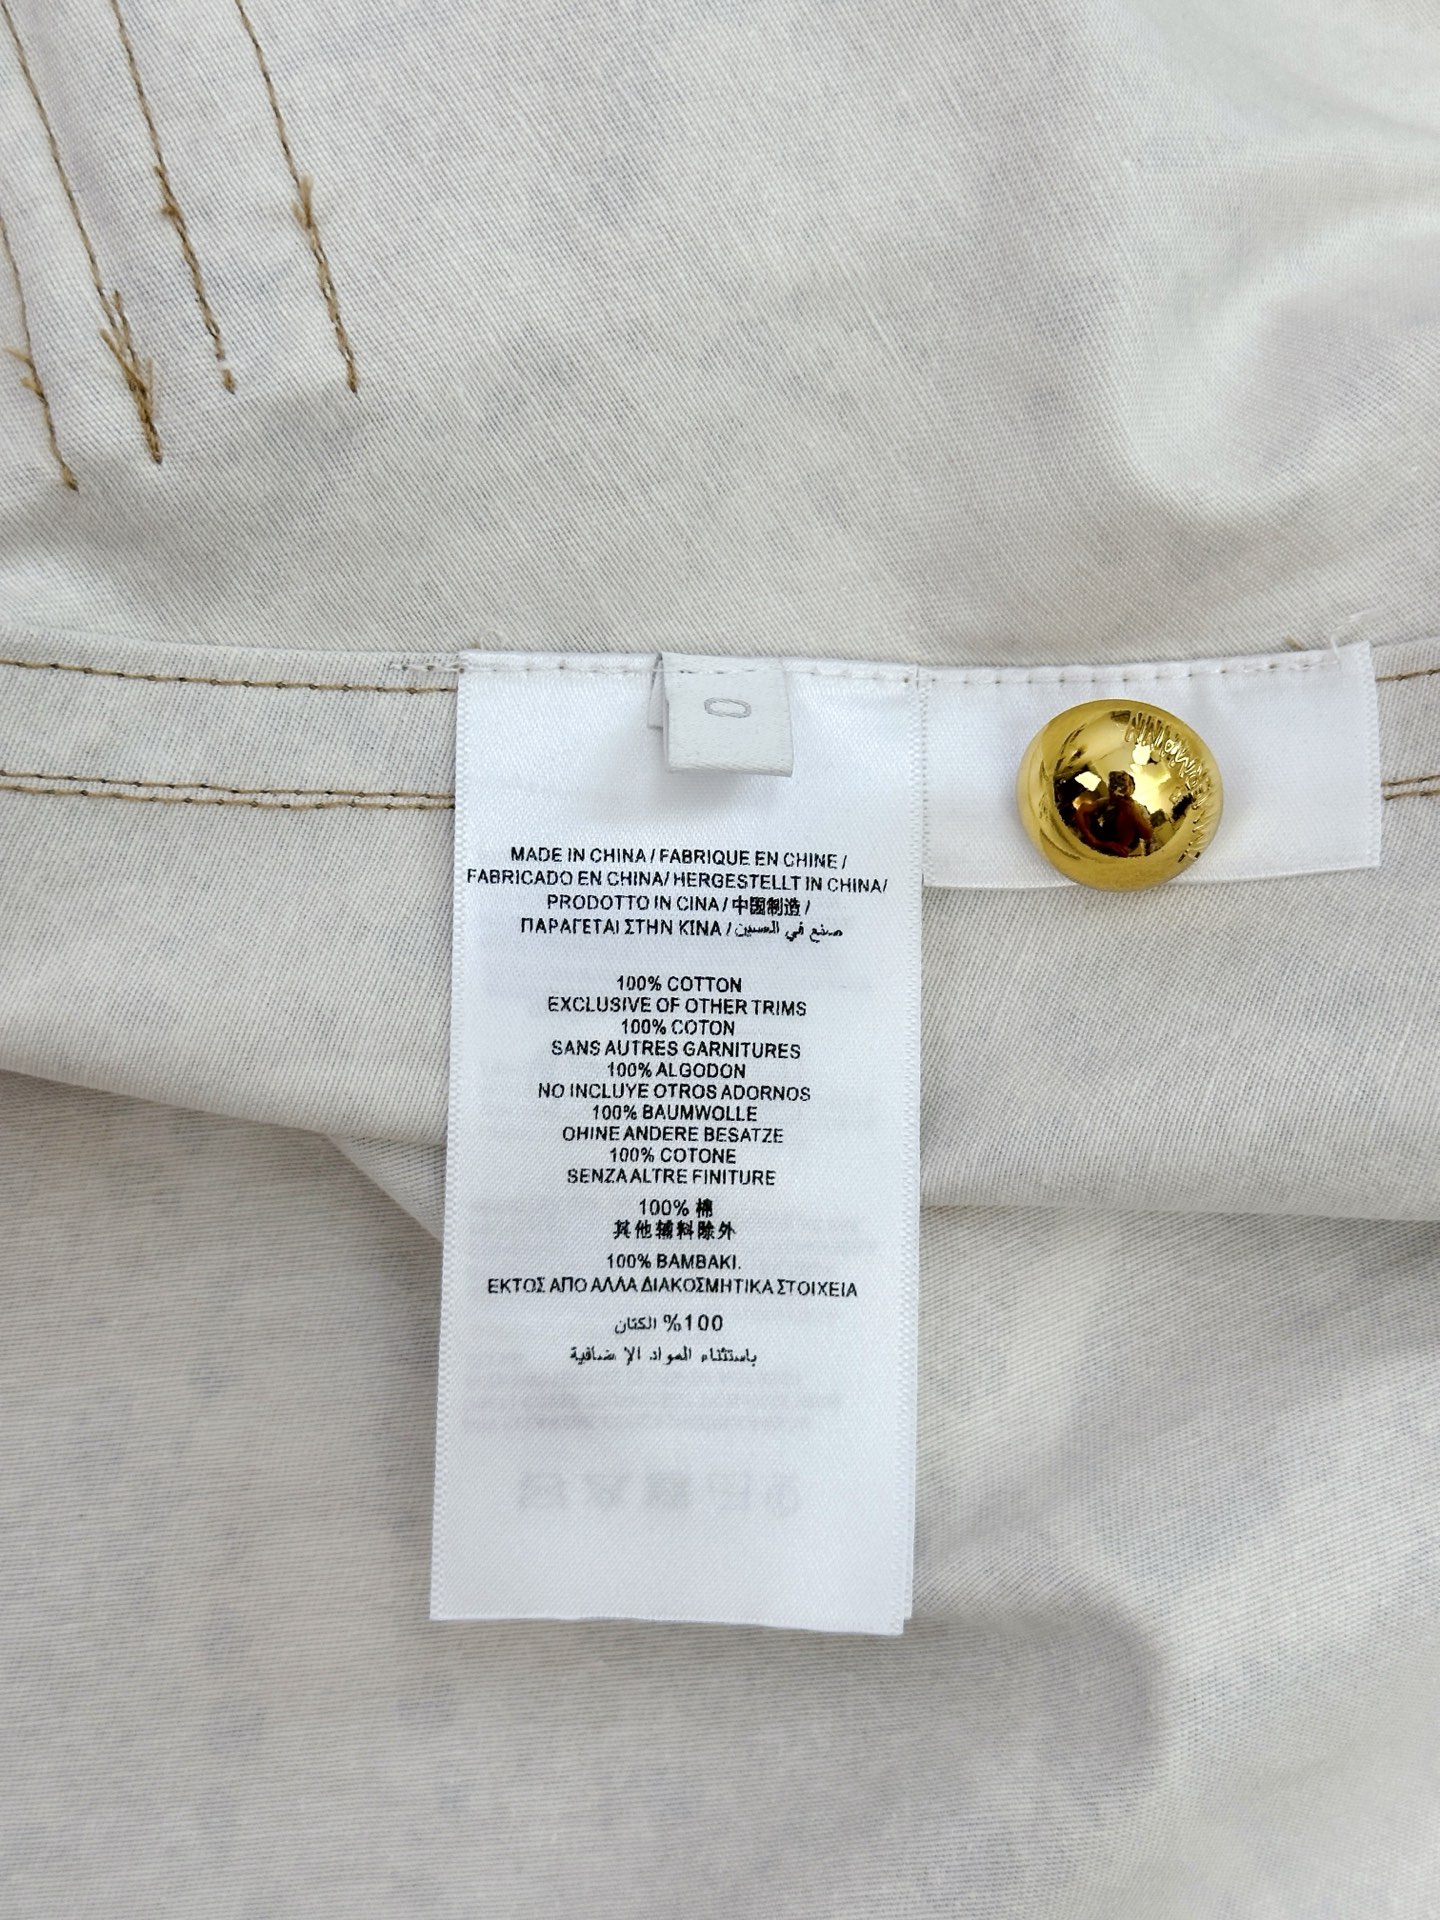 0
MADE IN CHINA / FABRIQUE EN CHINE /
FABRICADO EN CHINA/ HERGESTELLT IN CHINA/
PRODOTTO IN CINA / 中国制造 /
ΠΑΡΑΓΕΤΑΙ ΣΤΗΝ ΚΙΝΑ / صنع في الصين
100% COTTON
EXCLUSIVE OF OTHER TRIMS
100% COTON
SANS AUTRES GARNITURES
100% ALGODON
NO INCLUYE OTROS ADORNOS
100% BAUMWOLLE
OHINE ANDERE BESATZE
100% COTONE
SENZA ALTRE FINITURE
100% 棉
其他辅料除外
100% BAMBAKI.
ΕΚΤΟΣ ΑΠΟ ΑΛΛΑ ΔΙΑΚΟΣΜΗΤΙΚΑ ΣΤΟΙΧΕΙΑ
%100 الكتان
باستثناء المواد الإ ضافية